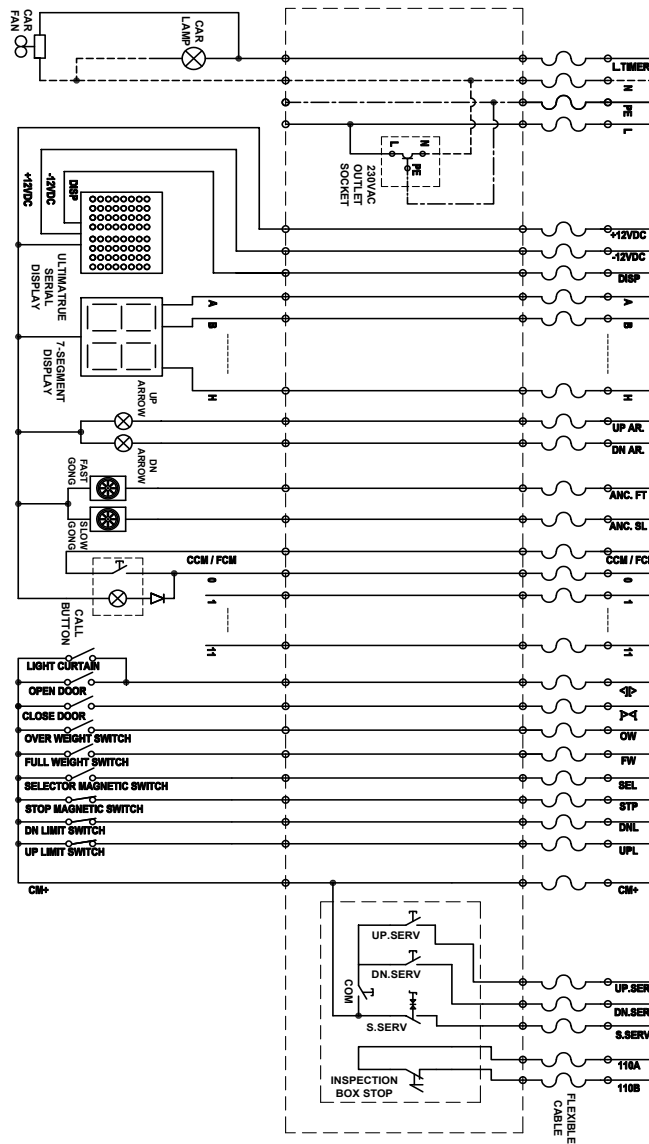 CAR
FAN
CAR
LAMP
L.TIMER
N
PE
L
L
N
PE
230VAC
OUTLET
SOCKET
+12VDC
-12VDC
DISP
ULTIMATRUE
SERIAL
DISPLAY
+12VDC
-12VDC
DISP
7-SEGMENT
DISPLAY
A
B
H
A
B
H
UP
ARROW
DN
ARROW
UP AR.
DN AR.
FAST
GONG
SLOW
GONG
ANC. FT
ANC. SL
CCM / FCM
CCM / FC
0
1
11
0
1
11
CALL
BUTTON
LIGHT CURTAIN
OPEN DOOR
<|>
CLOSE DOOR
>•<
OVER WEIGHT SWITCH
OW
FULL WEIGHT SWITCH
FW
SELECTOR MAGNETIC SWITCH
SEL
STOP MAGNETIC SWITCH
STP
DN LIMIT SWITCH
DNL
UP LIMIT SWITCH
UPL
CM+
CM+
UP.SERV
DN.SERV
COM
S.SERV
INSPECTION
BOX STOP
UP.SER
DN.SER
S.SERV
110A
110B
FLEXIBLE
CABLE